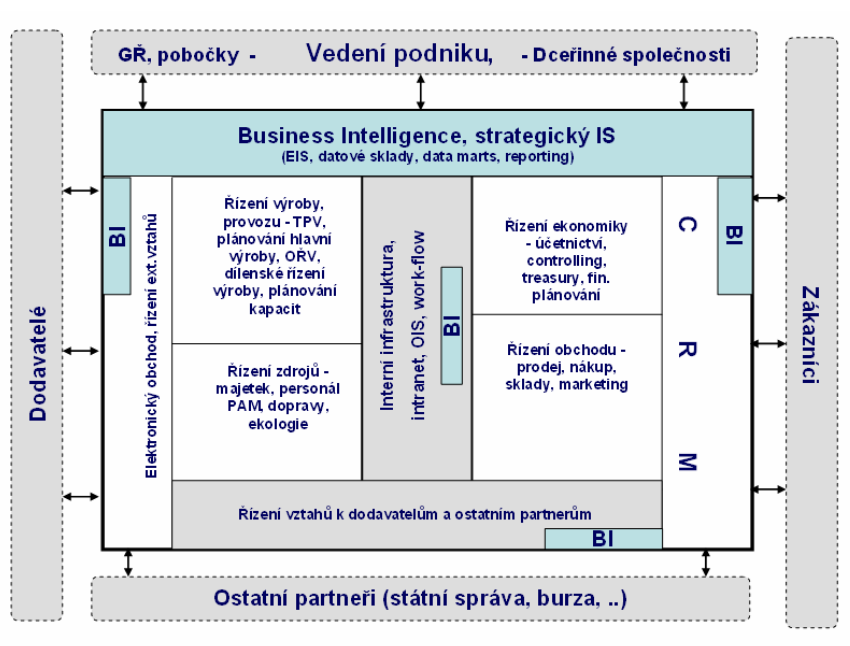 GŘ, pobočky - Vedení podniku, - Dceřinné společnosti
Business Intelligence, strategický IS
(EIS, datové sklady, data marts, reporting)
Dodavatelé
BI
Elektronický obchod, řízení ext.vztahů
Řízení výroby,
provozu - TPV,
plánování hlavní
výroby, OŘV,
dílenské řízení
výroby, plánování
kapacit
Řízení zdrojů -
majetek, personál
PAM, dopravy,
ekologie
Interní infrastruktura,
intranet, OIS, work-flow
BI
Řízení ekonomiky
- účetnictví,
controlling,
treasury, fin.
plánování
Řízení obchodu -
prodej, nákup,
sklady, marketing
C R M
BI
Zákazníci
Řízení vztahů k dodavatelům a ostatním partnerům
BI
Ostatní partneři (státní správa, burza, ..)